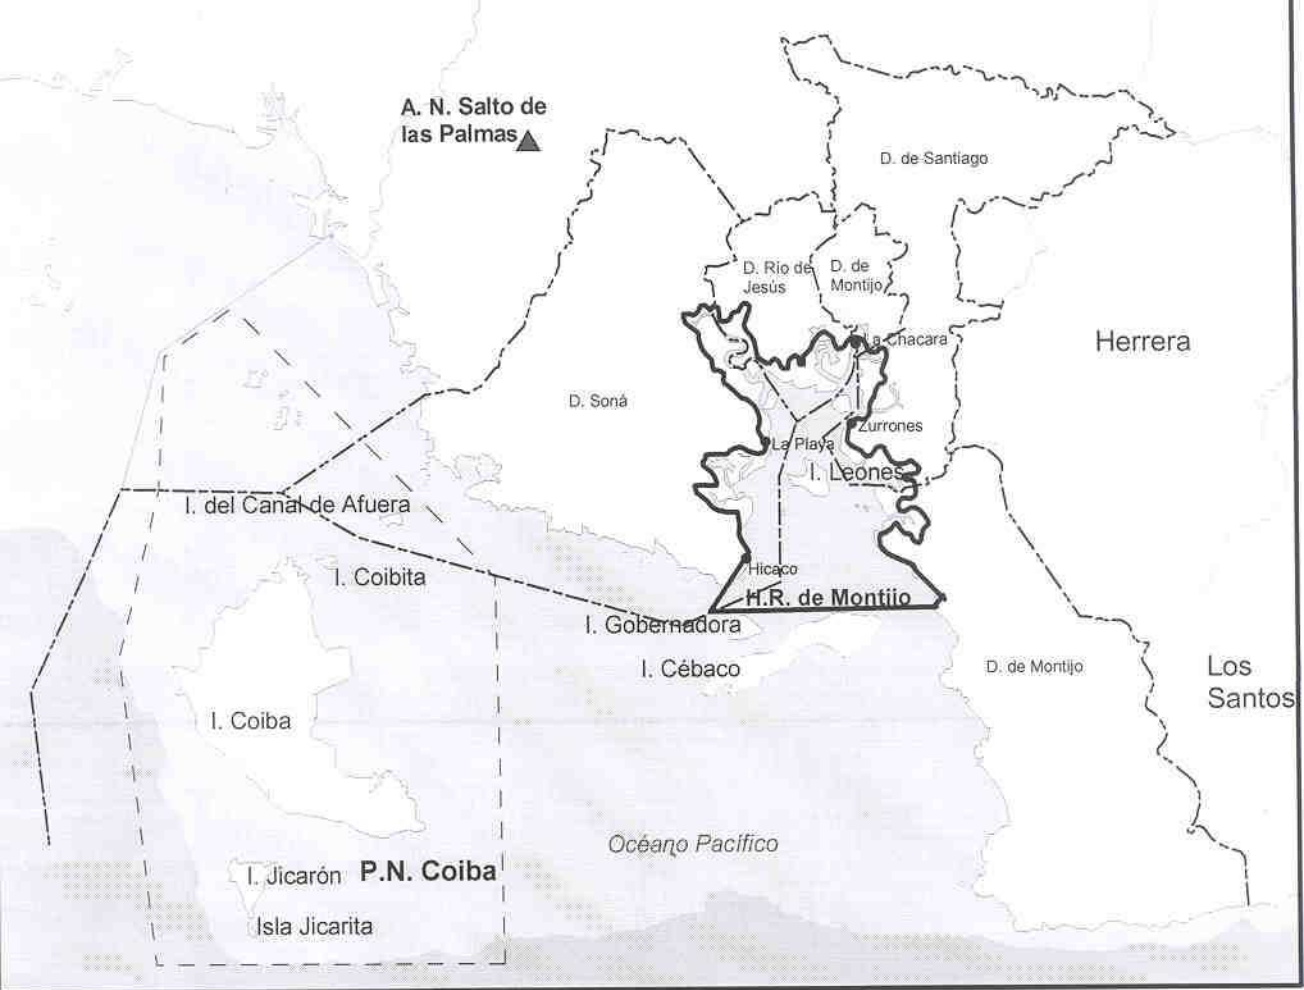 A. N. Salto de
las Palmas
D. de Santiago
D. Rio de
Jesús
D. de
Montijo
La Chacara
Herrera
D. Soná
Zurrones
La Playa
I. Leones
I. del Canal de Afuera
Hicaco
I. Coibita
H.R. de Montijo
I. Gobernadora
I. Cébaco
D. de Montijo
Los
Santos
I. Coiba
Océano Pacífico
I. Jicarón
P.N. Coiba
Isla Jicarita